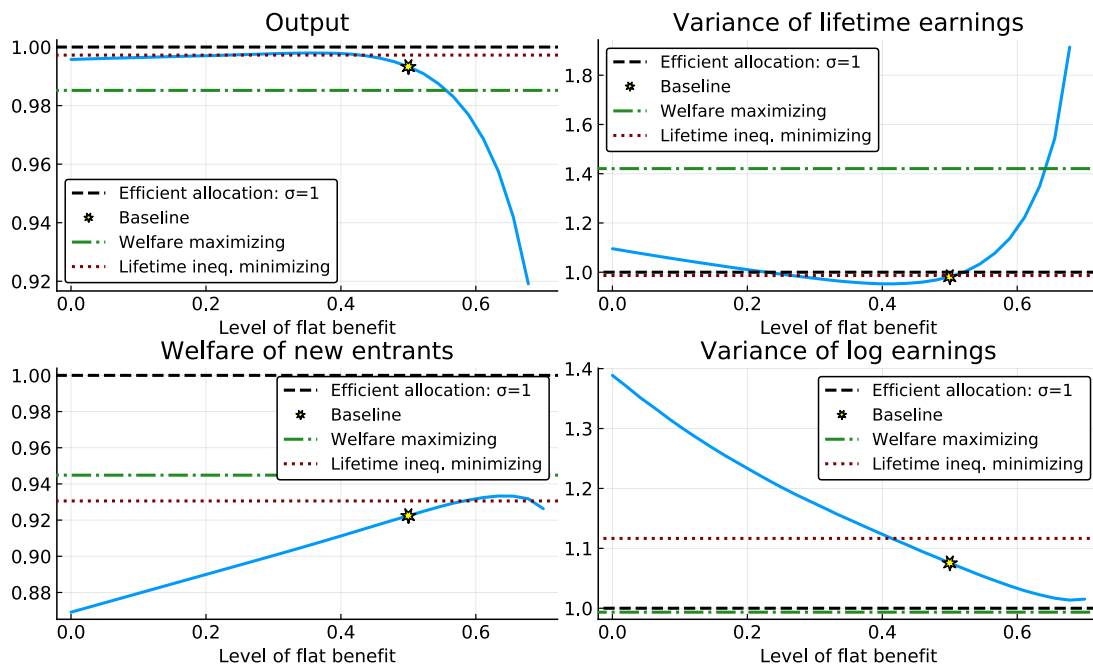 Output
1.00
0.98
0.96
0.94
0.92
Efficient allocation: σ=1
Baseline
Welfare maximizing
Lifetime ineq. minimizing
0.0
0.2
0.4
0.6
Level of flat benefit
Variance of lifetime earnings
1.8
1.6
1.4
1.2
1.0
Efficient allocation: σ=1
Baseline
Welfare maximizing
Lifetime ineq. minimizing
0.0
0.2
0.4
0.6
Level of flat benefit
Welfare of new entrants
1.00
0.98
0.96
0.94
0.92
0.90
0.88
Efficient allocation: σ=1
Baseline
Welfare maximizing
Lifetime ineq. minimizing
0.0
0.2
0.4
0.6
Level of flat benefit
Variance of log earnings
1.4
1.3
1.2
1.1
1.0
Efficient allocation: σ=1
Baseline
Welfare maximizing
Lifetime ineq. minimizing
0.0
0.2
0.4
0.6
Level of flat benefit